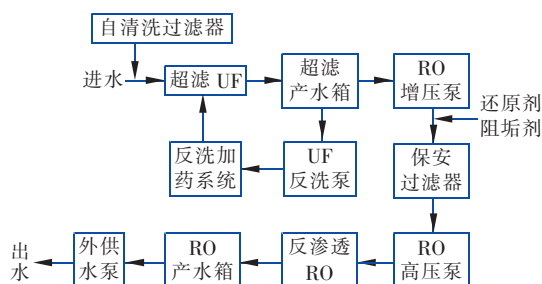 自清洗过滤器
进水
超滤 UF
超滤
产水箱
RO
增压泵
还原剂
阻垢剂
反洗加
药系统
UF
反洗泵
保安
过滤器
出
水
外供
水泵
RO
产水箱
反渗透
RO
RO
高压泵